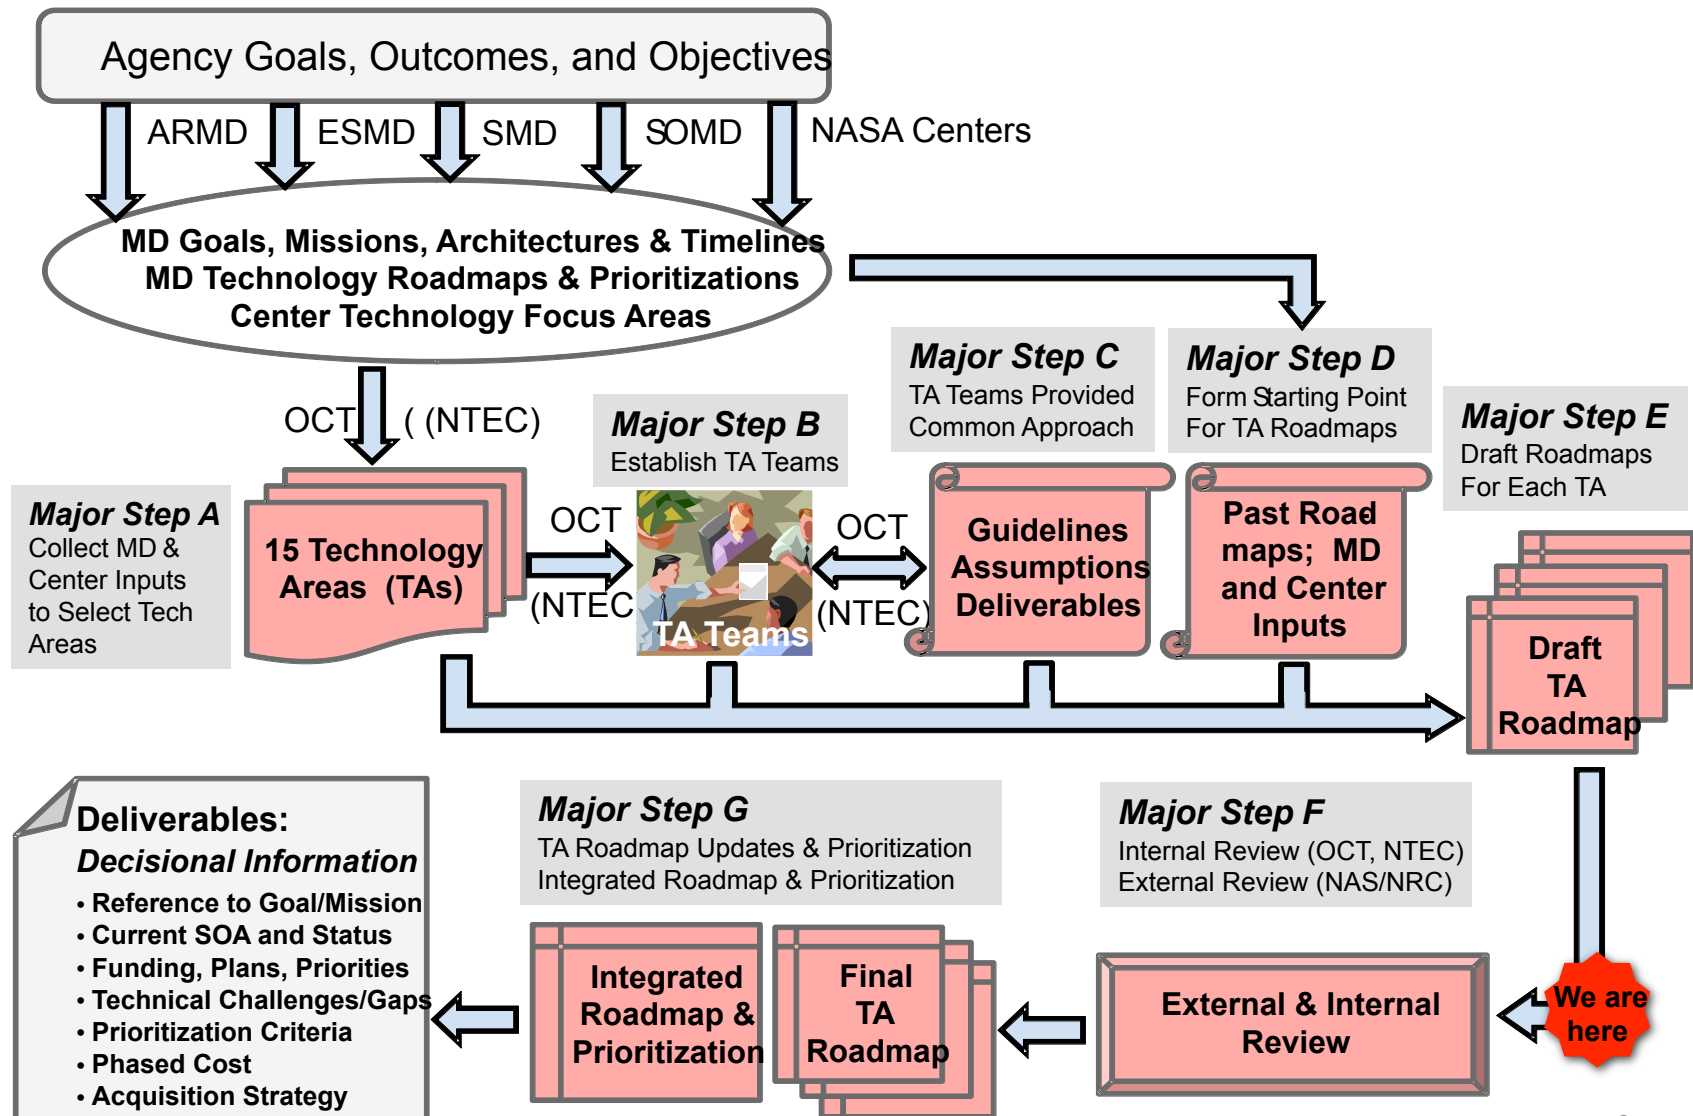 Agency Goals, Outcomes, and Objectives
ARMD
ESMD
SMD
SOMD
NASA Centers
MD Goals, Missions, Architectures & Timelines
MD Technology Roadmaps & Prioritizations
Center Technology Focus Areas
OCT ( (NTEC)
Major Step A
Collect MD &
Center Inputs
to Select Tech
Areas
15 Technology
Areas (TAs)
OCT
(NTEC
Major Step B
Establish TA Teams
TA Teams
OCT
(NTEC)
Major Step C
TA Teams Provided
Common Approach
Guidelines
Assumptions
Deliverables
Major Step D
Form Starting Point
For TA Roadmaps
Past Road-
maps; MD
and Center
Inputs
Major Step E
Draft Roadmaps
For Each TA
Draft
TA
Roadmap
We are
here
Major Step F
Internal Review (OCT, NTEC)
External Review (NAS/NRC)
External & Internal
Review
Major Step G
TA Roadmap Updates & Prioritization
Integrated Roadmap & Prioritization
Final
TA
Roadmap
Integrated
Roadmap &
Prioritization
Deliverables:
Decisional Information
• Reference to Goal/Mission
• Current SOA and Status
• Funding, Plans, Priorities
• Technical Challenges/Gaps
• Prioritization Criteria
• Phased Cost
• Acquisition Strategy